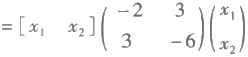 = [ x₁ x₂ ] ( −2 3 ) ( x₁ )
( 3 −6 ) ( x₂ )